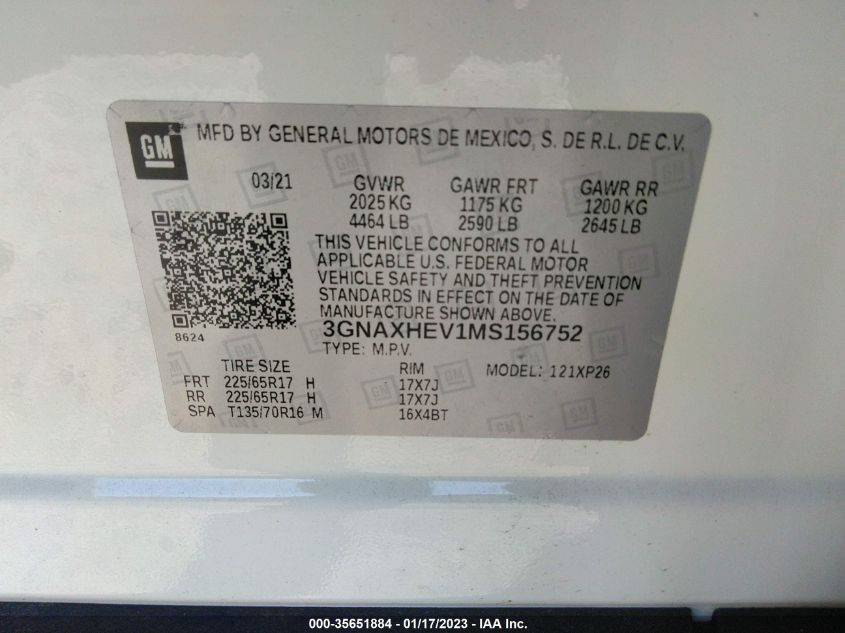 GM
MFD BY GENERAL MOTORS DE MEXICO, S. DE R.L. DE C.V.
03/21 GVWR GAWR FRT GAWR RR
2025 KG 1175 KG 1200 KG
4464 LB 2590 LB 2645 LB
THIS VEHICLE CONFORMS TO ALL
APPLICABLE U.S. FEDERAL MOTOR
VEHICLE SAFETY AND THEFT PREVENTION
STANDARDS IN EFFECT ON THE DATE OF
MANUFACTURE SHOWN ABOVE.
8624
3GNAXHEV1MS156752
TYPE: M.P.V.
TIRE SIZE RIM MODEL: 121XP26
FRT 225/65R17 H 17X7J
RR 225/65R17 H 17X7J
SPA T135/70R16 M 16X4BT
000-35651884 - 01/17/2023 - IAA Inc.